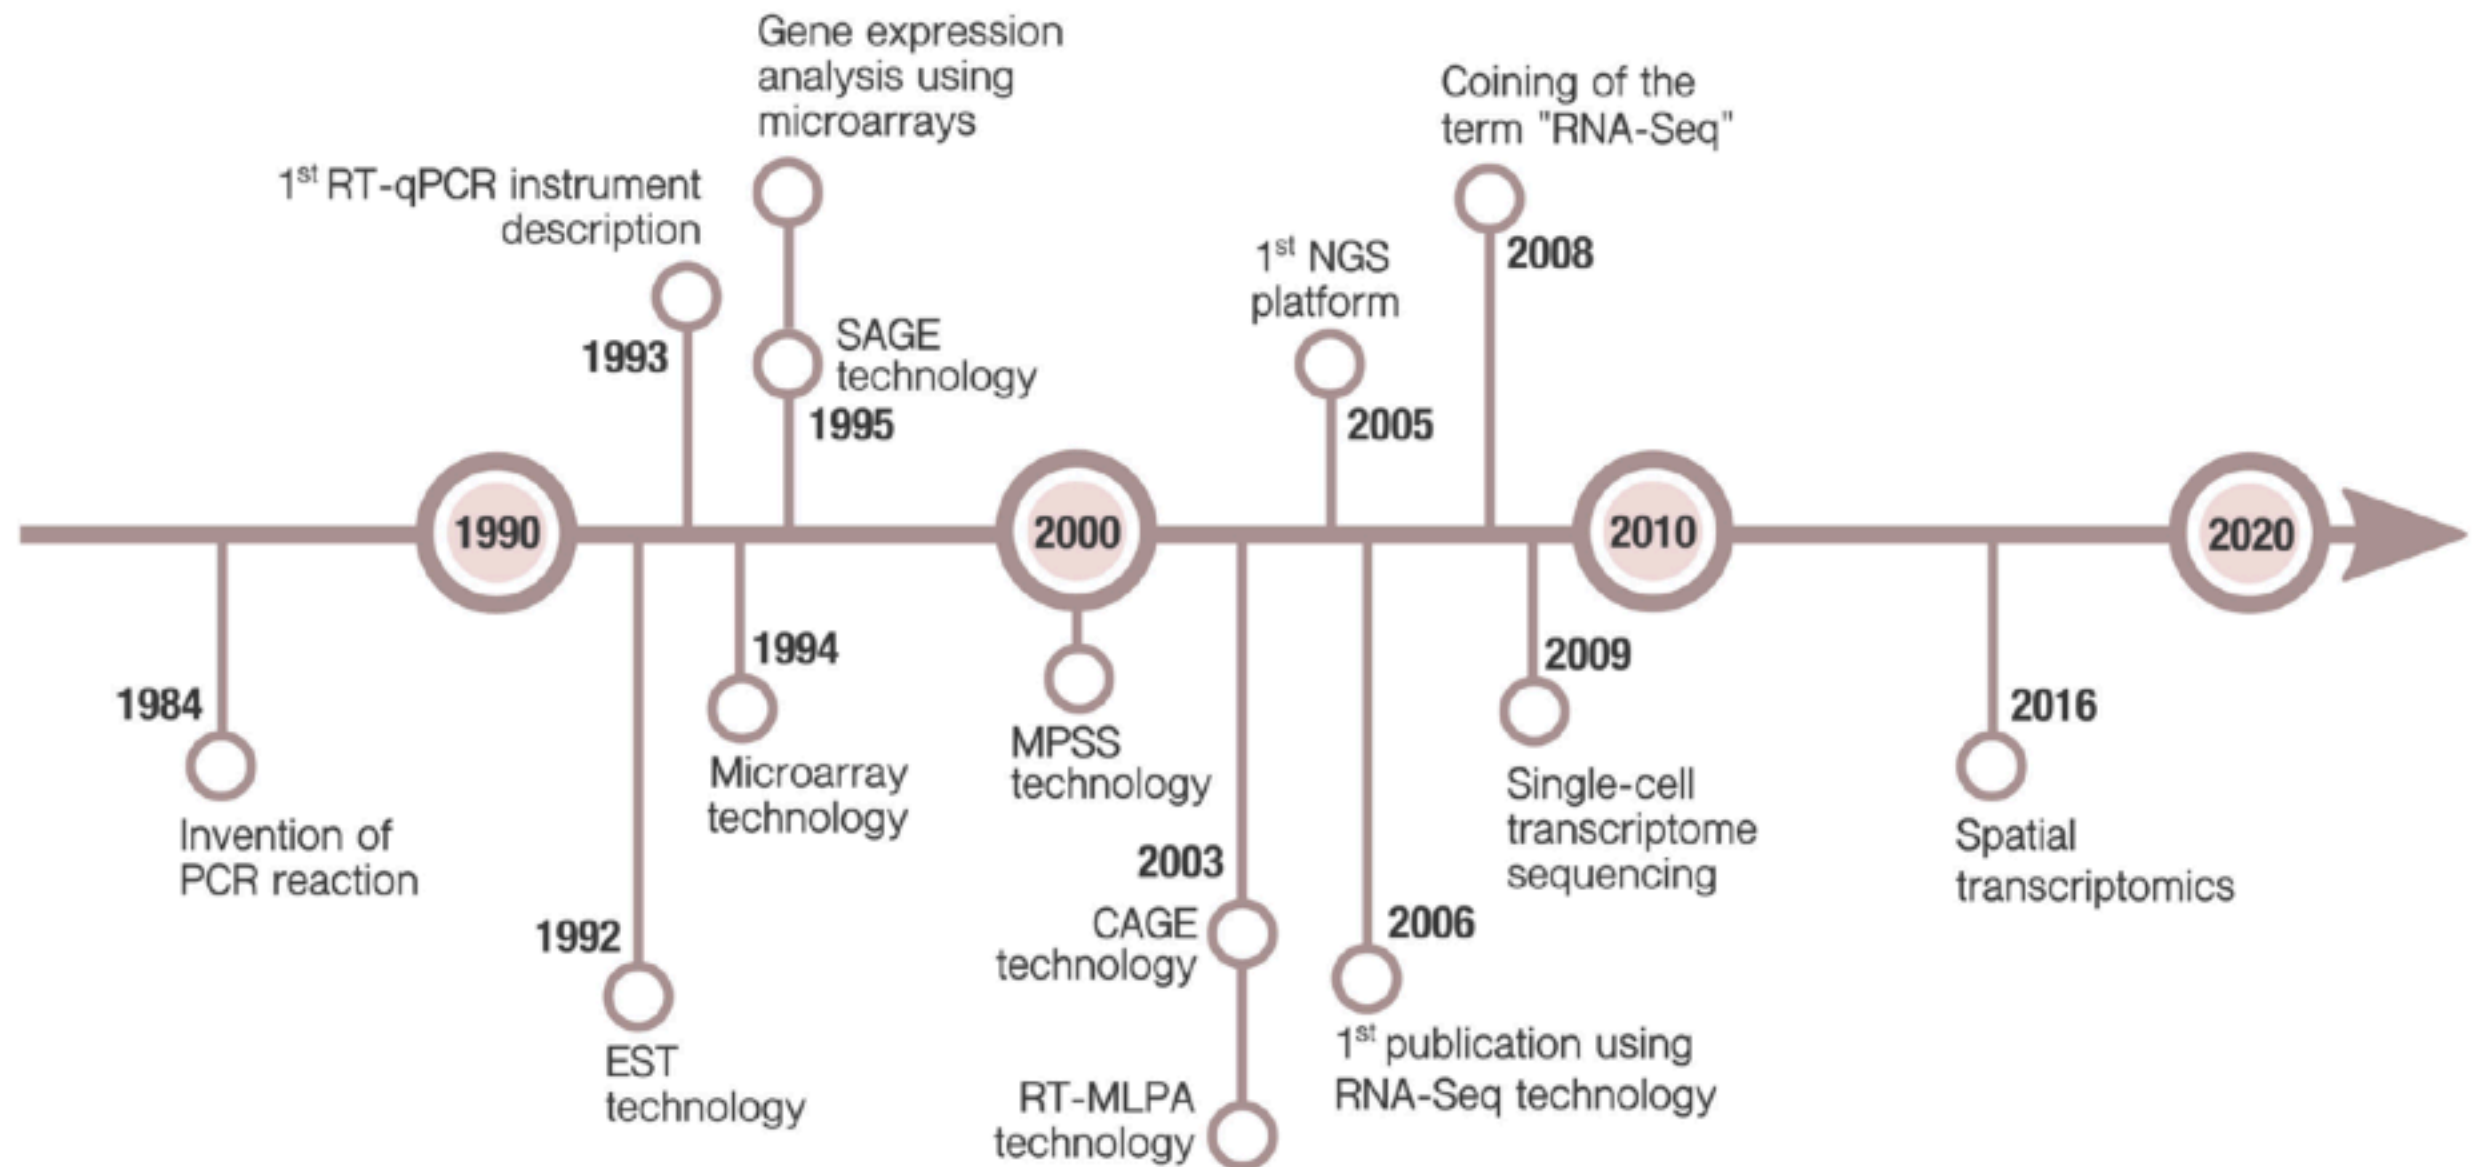 Gene expression
analysis using
microarrays
Coining of the
term "RNA-Seq"
1st RT-qPCR instrument
description
1st NGS
platform
2008
SAGE
technology
1993
1995
2005
1990
2000
2010
2020
1994
2009
1984
2016
MPSS
technology
Microarray
technology
Single-cell
transcriptome
sequencing
Invention of
PCR reaction
Spatial
transcriptomics
2003
1992
CAGE
technology
2006
EST
technology
1st publication using
RNA-Seq technology
RT-MLPA
technology